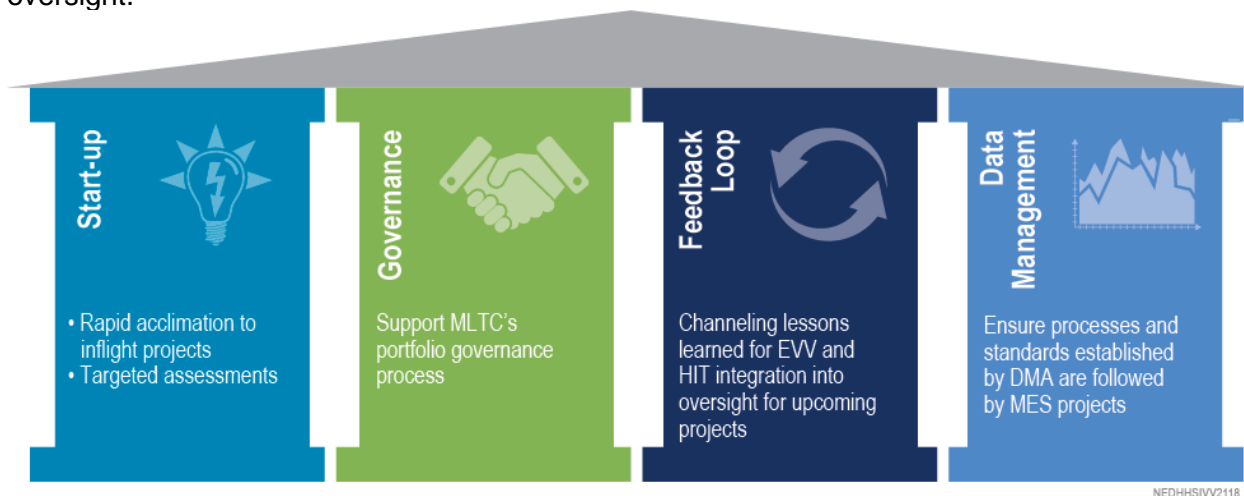 oversight.
Start-up
• Rapid acclimation to
inflight projects
• Targeted assessments
Governance
Support MLTC's
portfolio governance
process
Feedback
Loop
Channeling lessons
learned for EVV and
HIT integration into
oversight for upcoming
projects
Data
Management
Ensure processes and
standards established
by DMA are followed
by MES projects
NEDHHSIVV2118